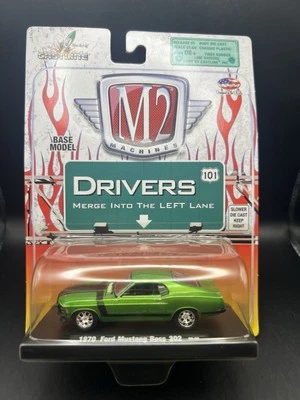 CASTLINE
M2
MACHINES
BASE
MODEL
DRIVERS
101
MERGE INTO THE LEFT LANE
SLOWER
DIE CAST
KEEP
RIGHT
1970 Ford Mustang Boss 302